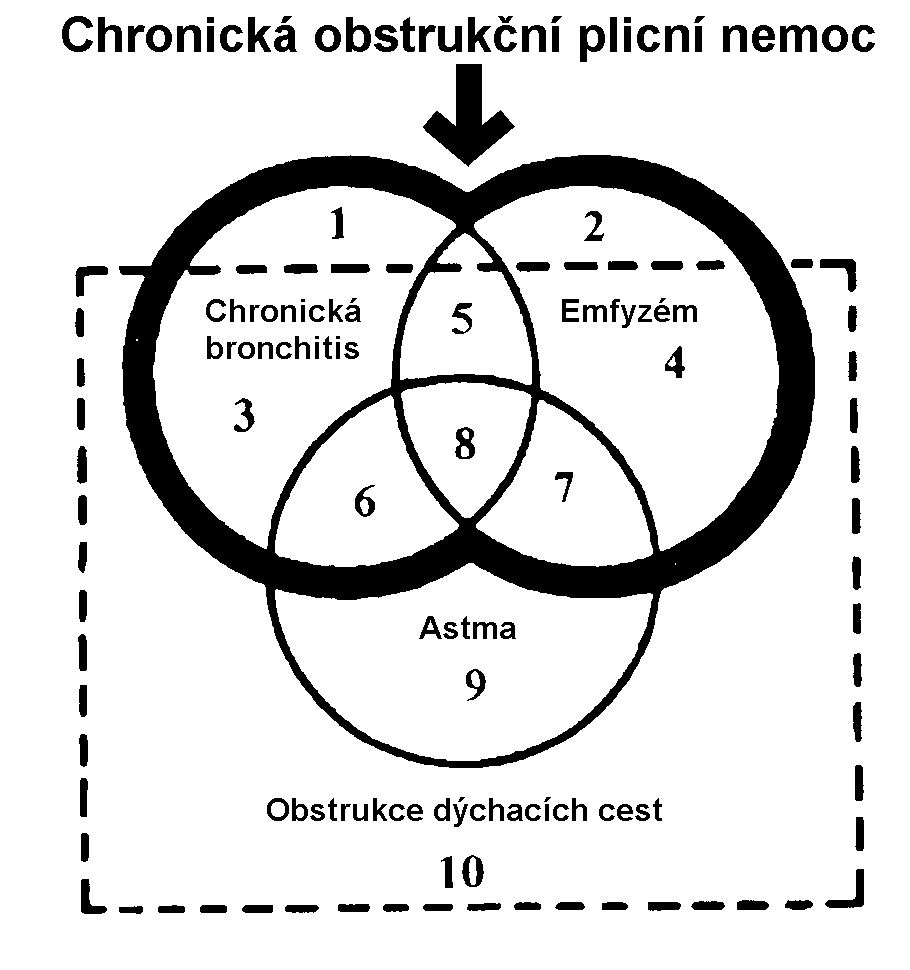 Chronická obstrukční plicní nemoc
1
2
Chronická
bronchitis
5
Emfyzém
4
3
8
6
7
Astma
9
Obstrukce dýchacích cest
10